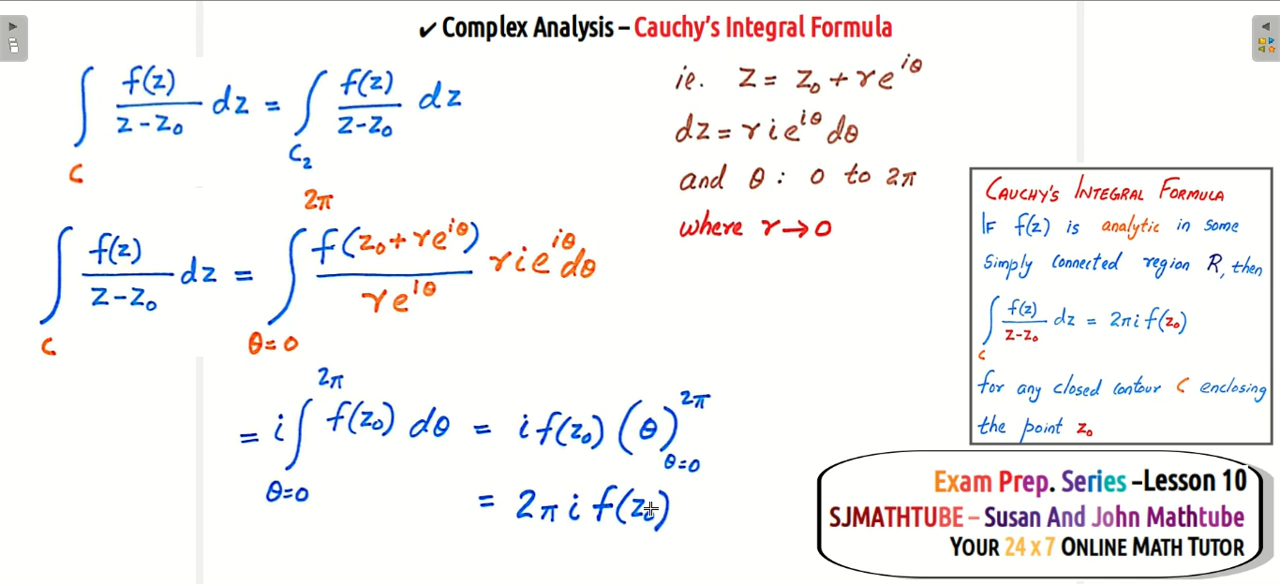 ✔ Complex Analysis – Cauchy's Integral Formula
∫_C f(z)/(z-z₀) dz = ∫_C₂ f(z)/(z-z₀) dz
∫_C f(z)/(z-z₀) dz = ∫_{θ=0}^{2π} f(z₀+re^{iθ})/(re^{iθ}) rie^{iθ}dθ
= i ∫_{θ=0}^{2π} f(z₀) dθ = i f(z₀) (θ)_{θ=0}^{2π}
= 2π i f(z₀)
ie. z = z₀ + re^{iθ}
dz = rie^{iθ} dθ
and θ : 0 to 2π
where r→0
CAUCHY'S INTEGRAL FORMULA
IF f(z) is analytic in some
Simply connected region R, then
∫_C f(z)/(z-z₀) dz = 2πi f(z₀)
for any closed contour C enclosing
the point z₀
Exam Prep. Series –Lesson 10
SJMATHTUBE – Susan And John Mathtube
YOUR 24 x 7 ONLINE MATH TUTOR